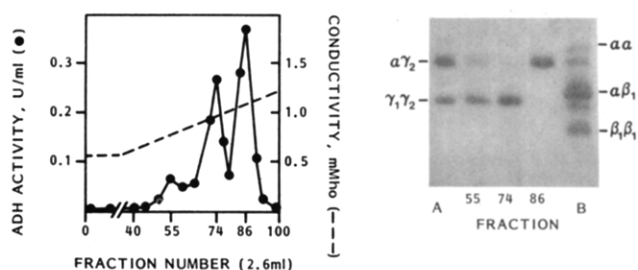 ADH ACTIVITY, U/ml (●)
0.3
0.2
0.1
1.5
1.0
0.5
CONDUCTIVITY, mMho (---)
0 40 55 74 86 100
FRACTION NUMBER (2.6ml)
αγ₂
γ₁γ₂
αα
αβ₁
β₁β₁
A 55 74 86 B
FRACTION